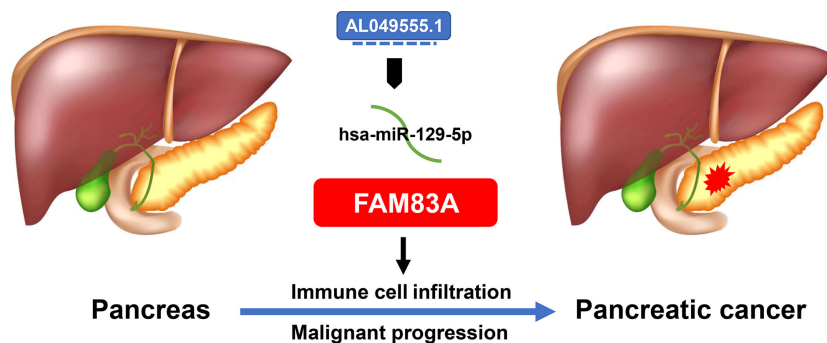 AL049555.1
hsa-miR-129-5p
FAM83A
Immune cell infiltration
Pancreas
Pancreatic cancer
Malignant progression